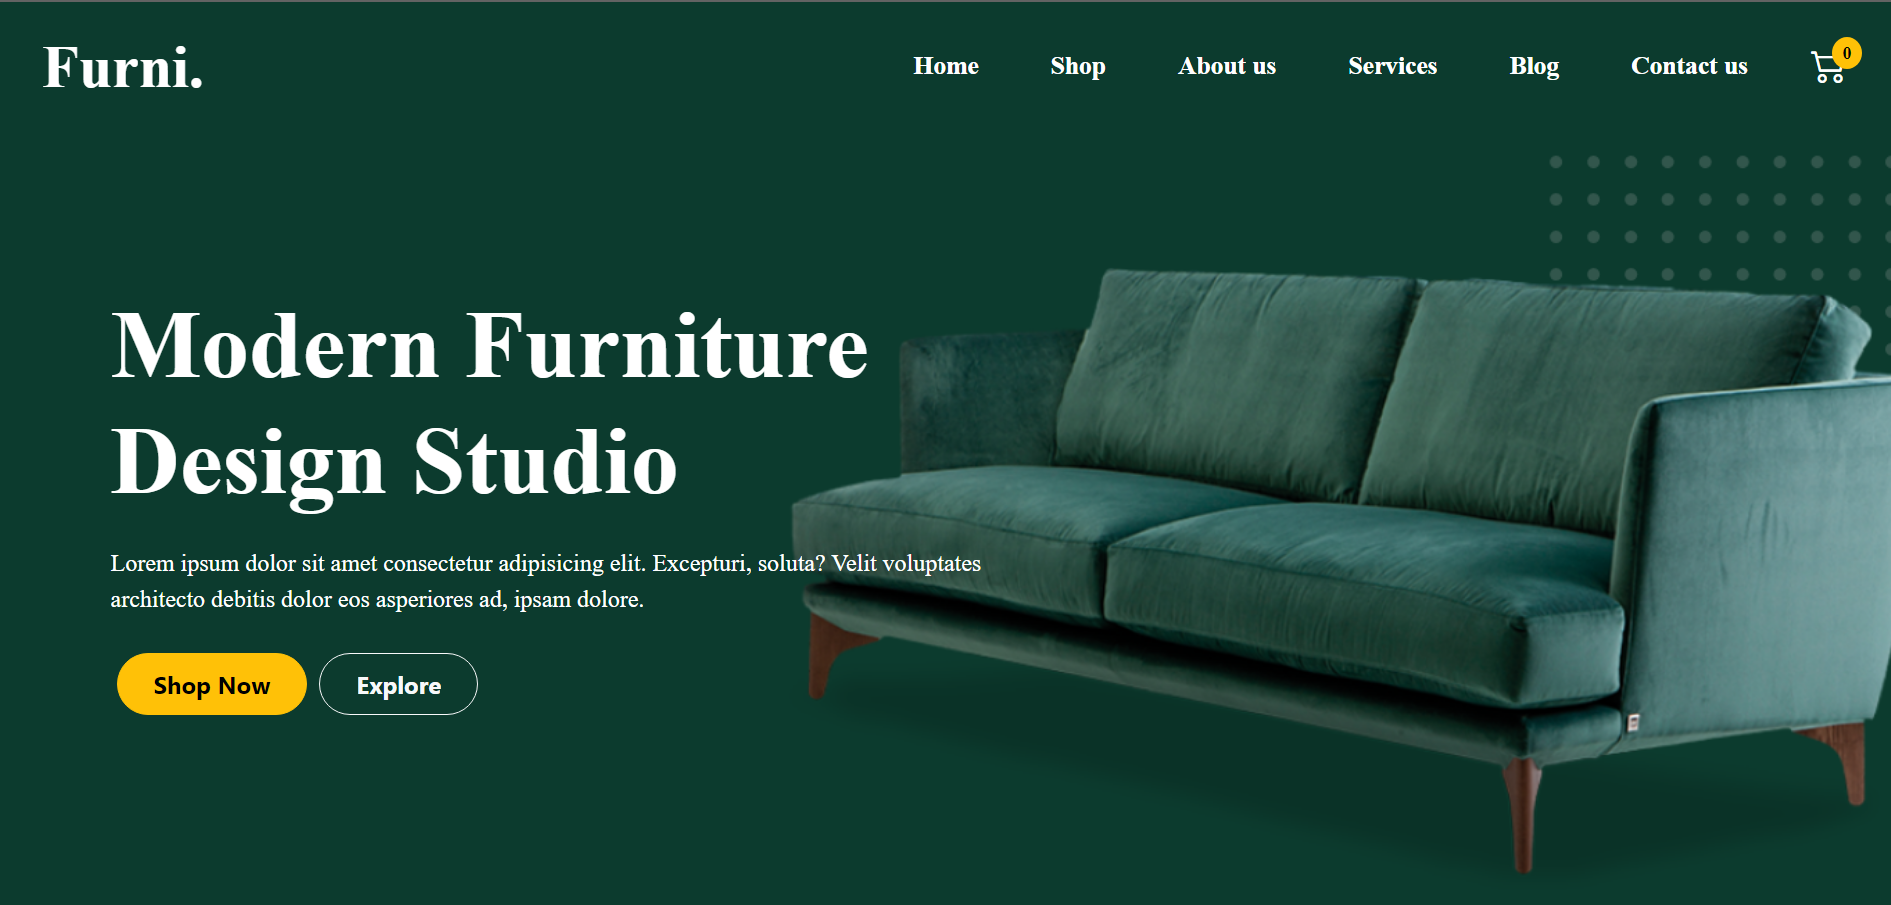 Furni.
Home Shop About us Services Blog Contact us 0
Modern Furniture
Design Studio
Lorem ipsum dolor sit amet consectetur adipisicing elit. Excepturi, soluta? Velit voluptates
architecto debitis dolor eos asperiores ad, ipsam dolore.
Shop Now Explore